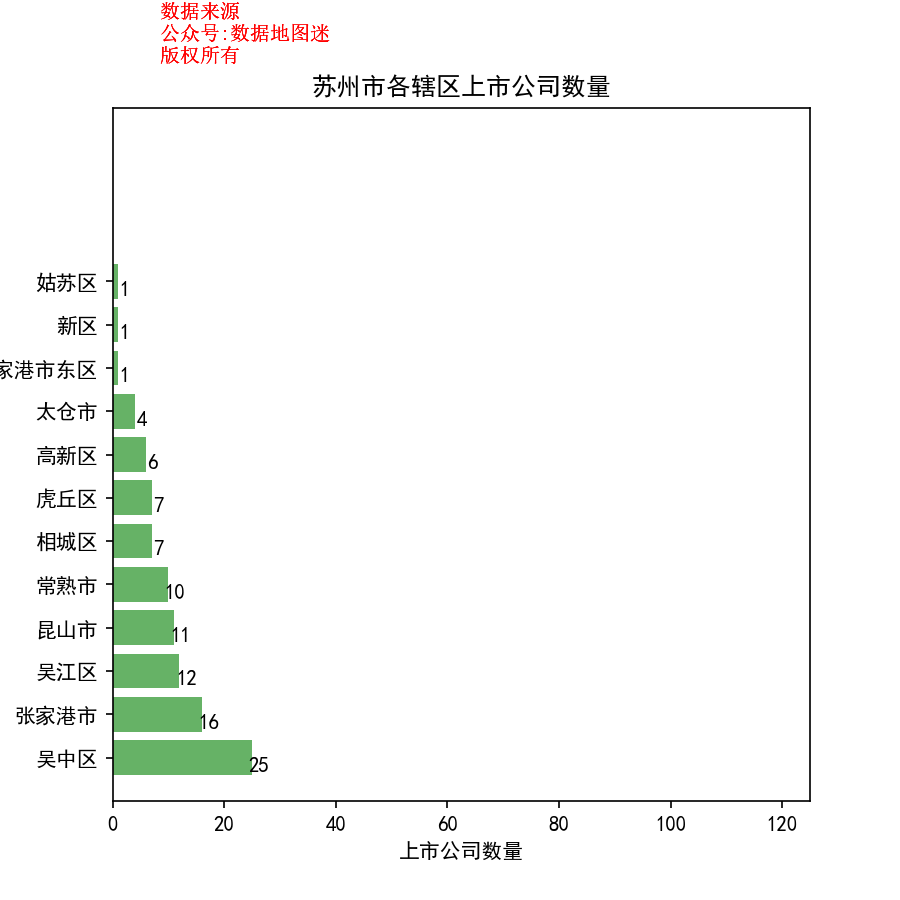 数据来源
公众号:数据地图迷
版权所有
苏州市各辖区上市公司数量
姑苏区 1
新区 1
家港市东区 1
太仓市 4
高新区 6
虎丘区 7
相城区 7
常熟市 10
昆山市 11
吴江区 12
张家港市 16
吴中区 25
0 20 40 60 80 100 120
上市公司数量